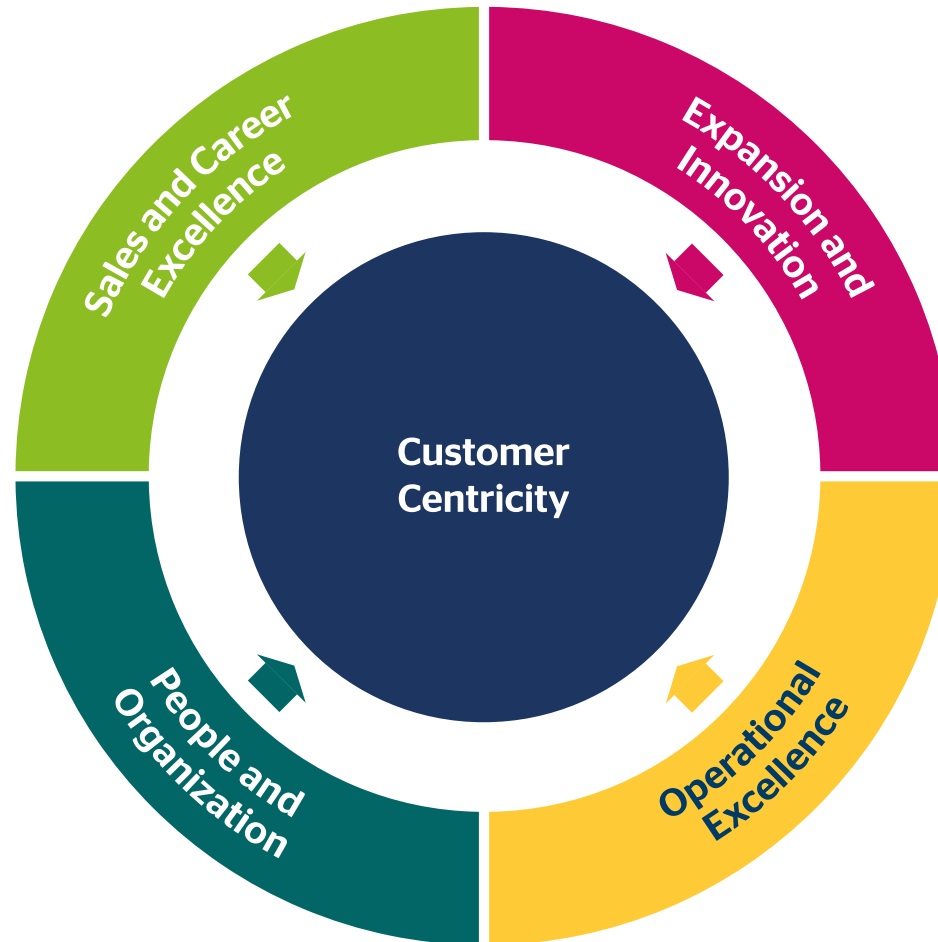 Sales and Career
Excellence
Expansion and
Innovation
Customer
Centricity
People and
Organization
Operational
Excellence